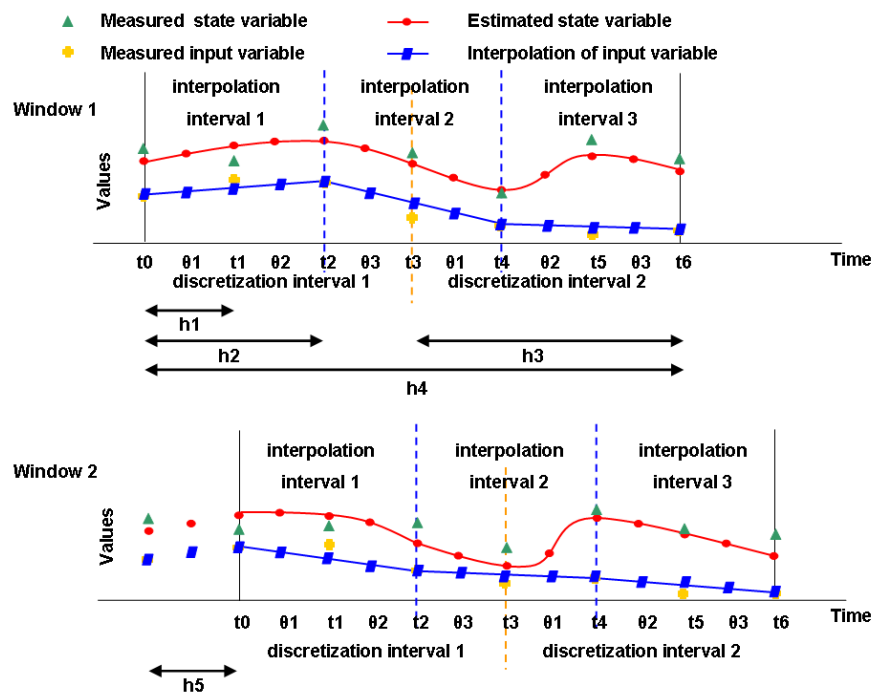 Measured state variable
Estimated state variable
Measured input variable
Interpolation of input variable
Window 1
interpolation interval 1
interpolation interval 2
interpolation interval 3
Values
t0 θ1 t1 θ2 t2 θ3 t3 θ1 t4 θ2 t5 θ3 t6
Time
discretization interval 1
discretization interval 2
h1
h2
h3
h4
Window 2
interpolation interval 1
interpolation interval 2
interpolation interval 3
Values
t0 θ1 t1 θ2 t2 θ3 t3 θ1 t4 θ2 t5 θ3 t6
Time
discretization interval 1
discretization interval 2
h5